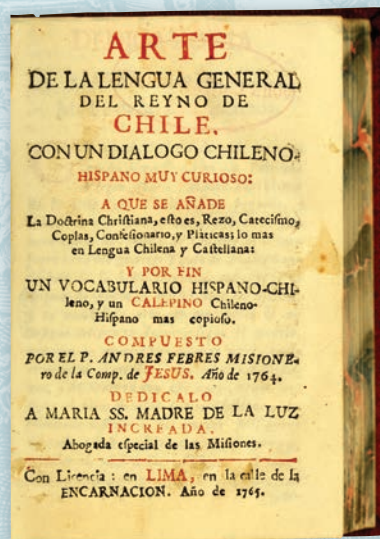 ARTE
DE LA LENGUA GENERAL
DEL REYNO DE
CHILE,
CON UN DIALOGO CHILENO-
HISPANO MUY CURIOSO:
A QUE SE AÑADE
La Doctrina Christiana, esto es, Rezo, Catecismo,
Coplas, Confesionario, y Pláticas; lo mas
en Lengua Chilena y Castellana:
Y POR FIN
UN VOCABULARIO HISPANO-CHI-
leno, y un CALEPINO Chileno-
Hispano mas copioso.
COMPUESTO
POR EL P. ANDRES FEBRES MISIONE-
ro de la Comp. de JESUS. Año de 1764.
DEDICALO
A MARIA SS. MADRE DE LA LUZ
INCREADA,
Abogada especial de las Misiones.
Con Licencia: en LIMA, en la calle de la
ENCARNACION. Año de 1765.